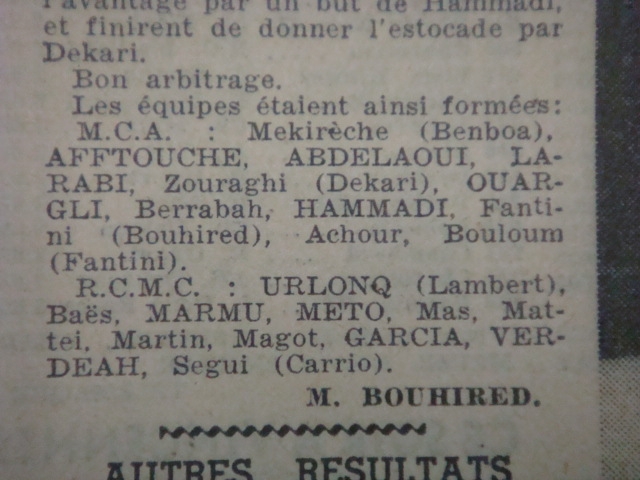 l'avantage par un but de Hammadi,
et finirent de donner l'estocade par
Dekari.
Bon arbitrage.
Les équipes étaient ainsi formées:
M.C.A. : Mekirèche (Benboa),
AFFTOUCHE, ABDELAOUI, LA-
RABI, Zouraghi (Dekari), OUAR-
GLI, Berrabah, HAMMADI, Fanti-
ni (Bouhired), Achour, Bouloum
(Fantini).
R.C.M.C. : URLONQ (Lambert),
Baës, MARMU, METO, Mas, Mat-
tei, Martin, Magot, GARCIA, VER-
DEAH, Segui (Carrio).
M. BOUHIRED.
AUTRES RESULTATS